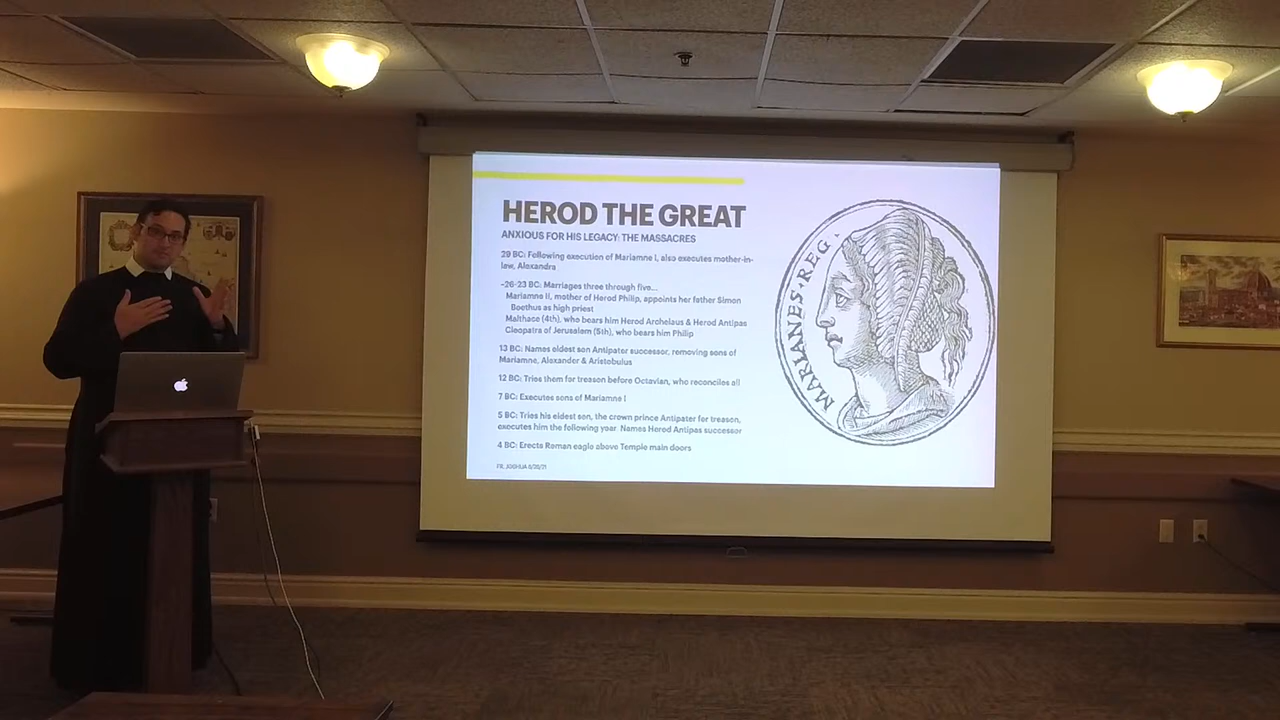 HEROD THE GREAT
ANXIOUS FOR HIS LEGACY: THE MASSACRES
29 BC: Following execution of Mariamne I, also executes mother-in-
law, Alexandra
~26-23 BC: Marriages three through five...
Mariamne II, mother of Herod Philip, appoints her father Simon
Boethus as high priest
Malthace (4th), who bears him Herod Archelaus & Herod Antipas
Cleopatra of Jerusalem (5th), who bears him Philip
13 BC: Names eldest son Antipater successor, removing sons of
Mariamne, Alexander & Aristobulus
12 BC: Tries them for treason before Octavian, who reconciles all
7 BC: Executes sons of Mariamne I
5 BC: Tries his eldest son, the crown prince Antipater for treason,
executes him the following year. Names Herod Antipas successor
4 BC: Erects Roman eagle above Temple main doors
FR. JOSHUA
MARIANES·REG·